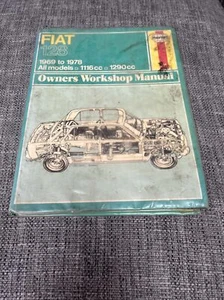 FIAT
128
1969 to 1978
All models □ 1116cc □ 1290cc
Owners Workshop Manual